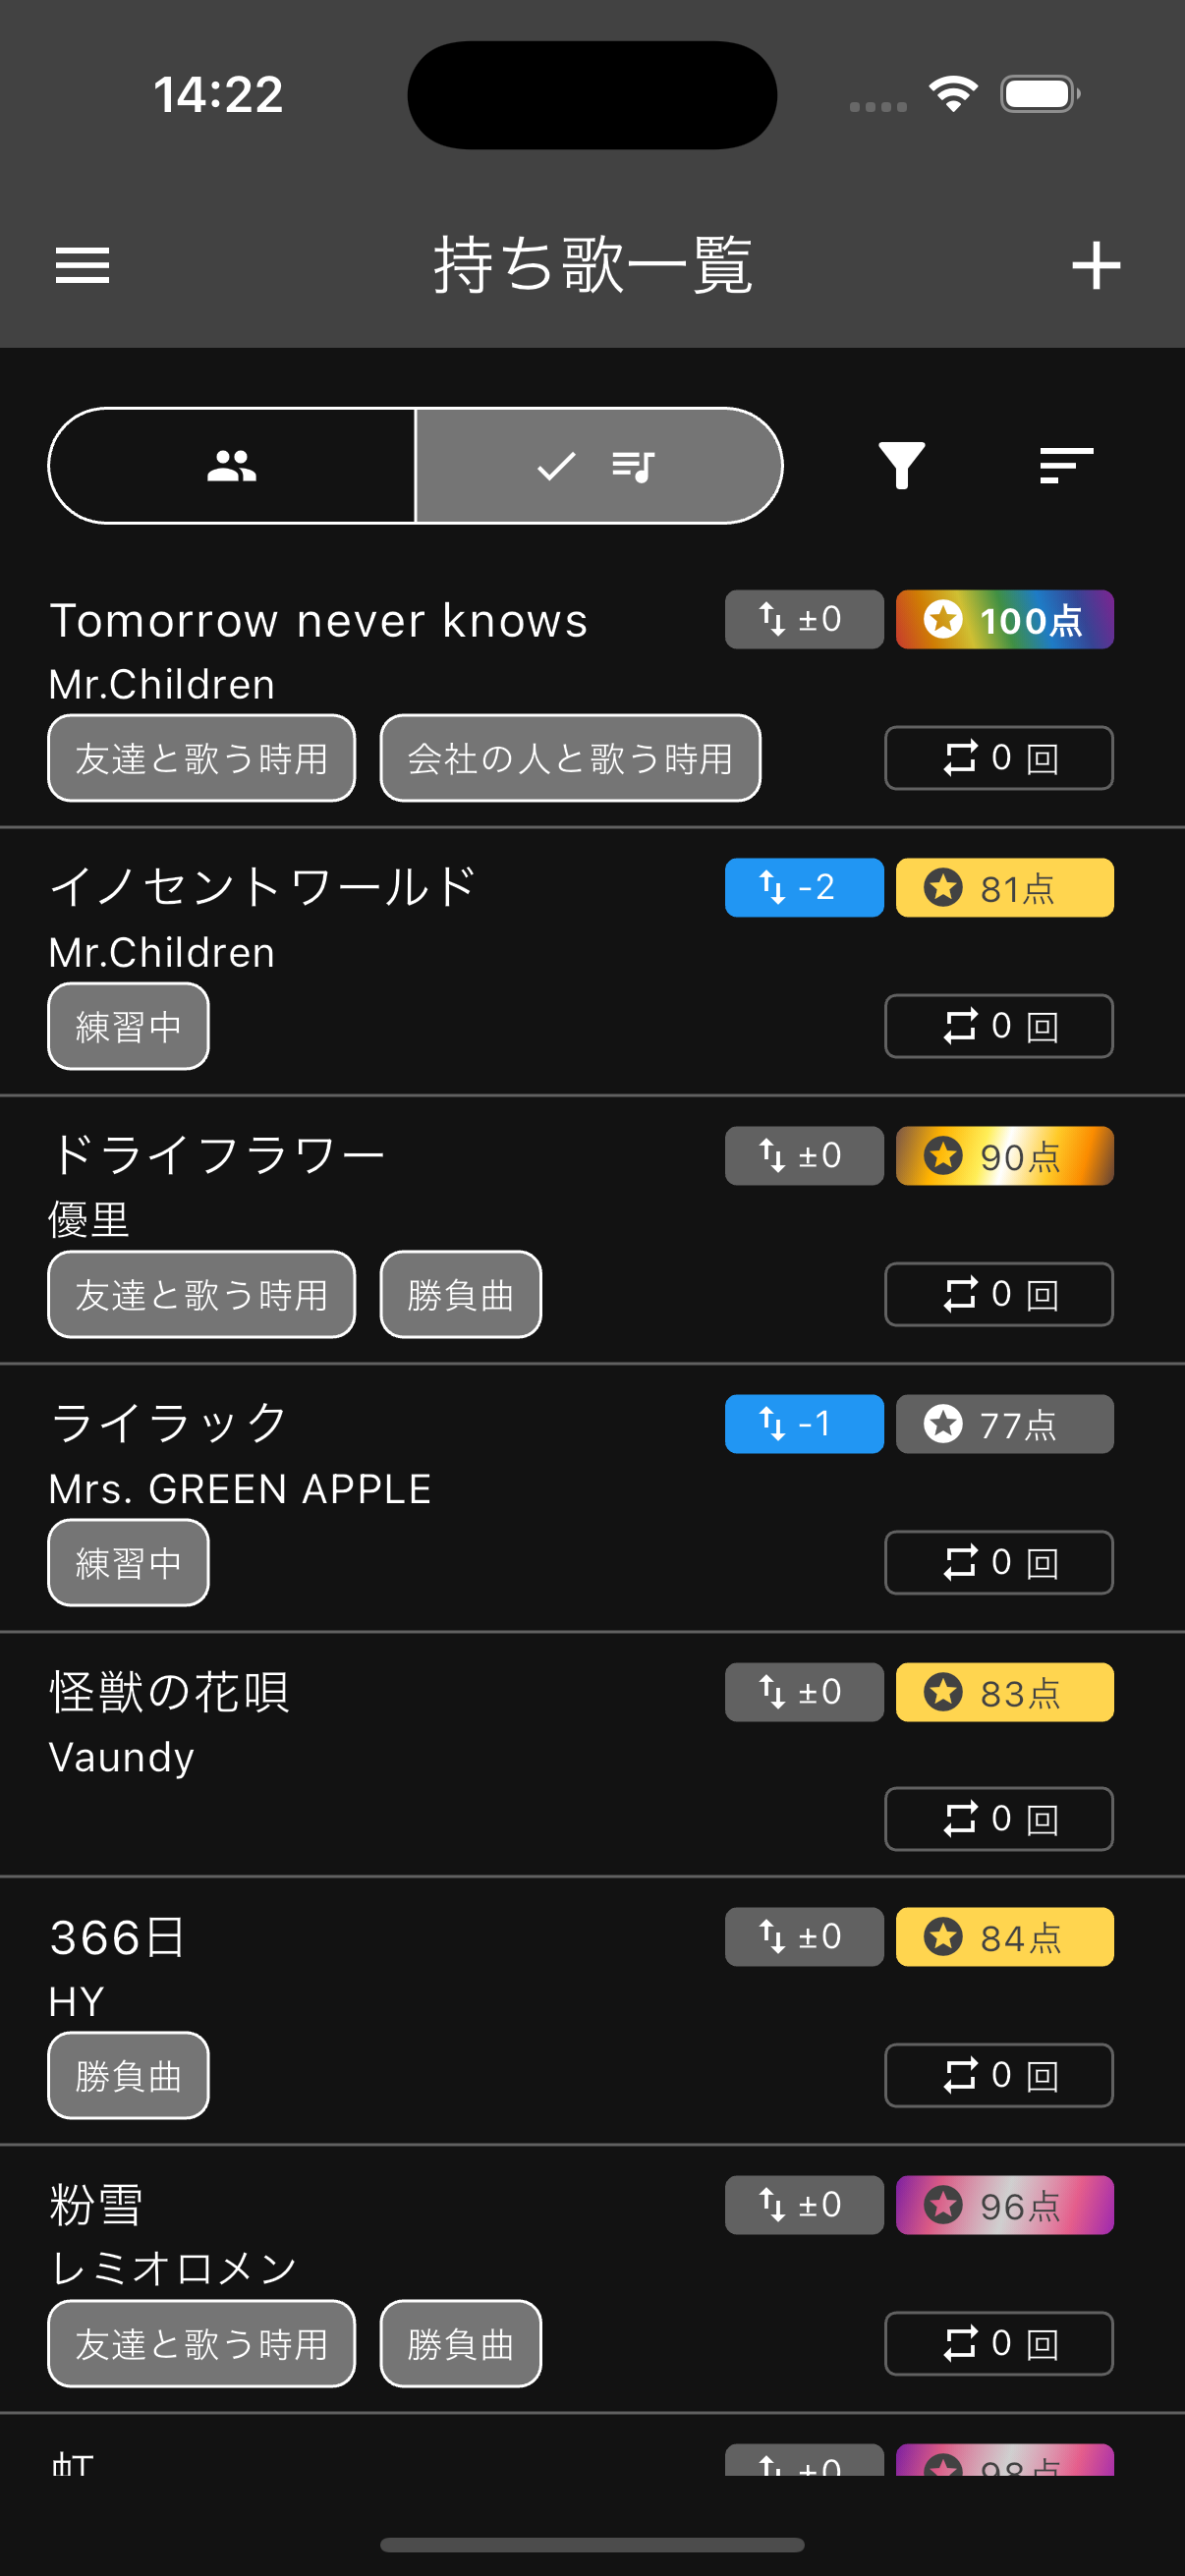 14:22
持ち歌一覧
Tomorrow never knows ±0 100点
Mr.Children
友達と歌う時用 会社の人と歌う時用 0 回
イノセントワールド -2 81点
Mr.Children
練習中 0 回
ドライフラワー ±0 90点
優里
友達と歌う時用 勝負曲 0 回
ライラック -1 77点
Mrs. GREEN APPLE
練習中 0 回
怪獣の花唄 ±0 83点
Vaundy
0 回
366日 ±0 84点
HY
勝負曲 0 回
粉雪 ±0 96点
レミオロメン
友達と歌う時用 勝負曲 0 回
虹 ±0 98点